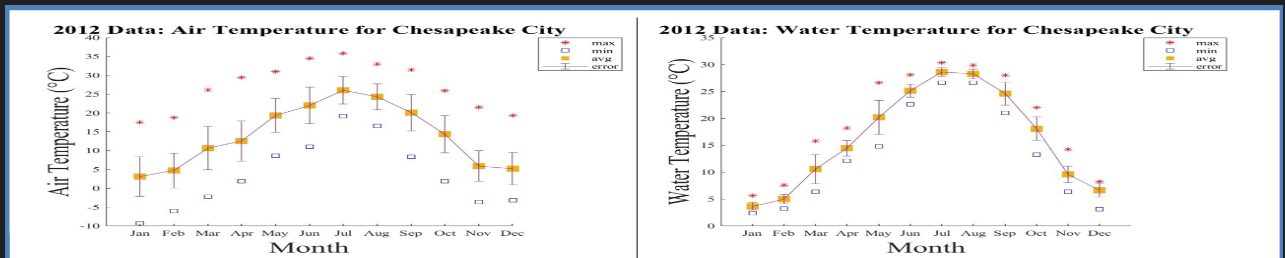 2012 Data: Air Temperature for Chesapeake City
max
min
avg
error
Air Temperature (°C)
40
35
30
25
20
15
10
5
0
-5
-10
Jan Feb Mar Apr May Jun Jul Aug Sep Oct Nov Dec
Month
2012 Data: Water Temperature for Chesapeake City
max
min
avg
error
Water Temperature (°C)
35
30
25
20
15
10
5
0
Jan Feb Mar Apr May Jun Jul Aug Sep Oct Nov Dec
Month